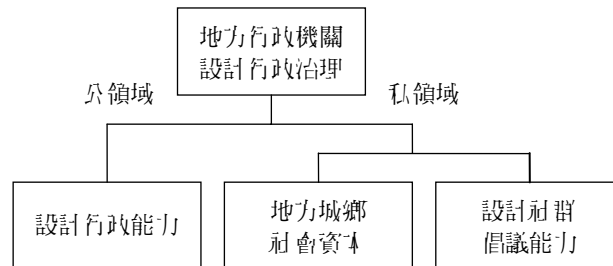 地方行政機關
設計行政治理
公領域
私領域
設計行政能力
地方城鄉
社會資本
設計社群
倡議能力